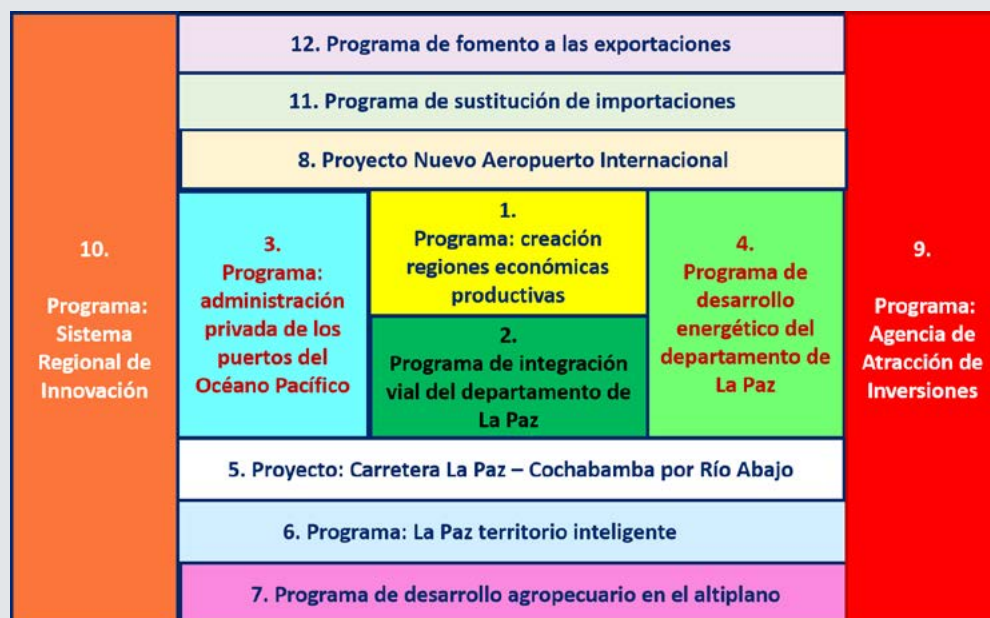 12. Programa de fomento a las exportaciones
11. Programa de sustitución de importaciones
8. Proyecto Nuevo Aeropuerto Internacional
10.
Programa:
Sistema
Regional de
Innovación
3.
Programa:
administración
privada de los
puertos del
Océano Pacífico
1.
Programa: creación
regiones económicas
productivas
2.
Programa de integración
vial del departamento de
La Paz
4.
Programa de
desarrollo
energético del
departamento de
La Paz
9.
Programa:
Agencia de
Atracción de
Inversiones
5. Proyecto: Carretera La Paz – Cochabamba por Río Abajo
6. Programa: La Paz territorio inteligente
7. Programa de desarrollo agropecuario en el altiplano